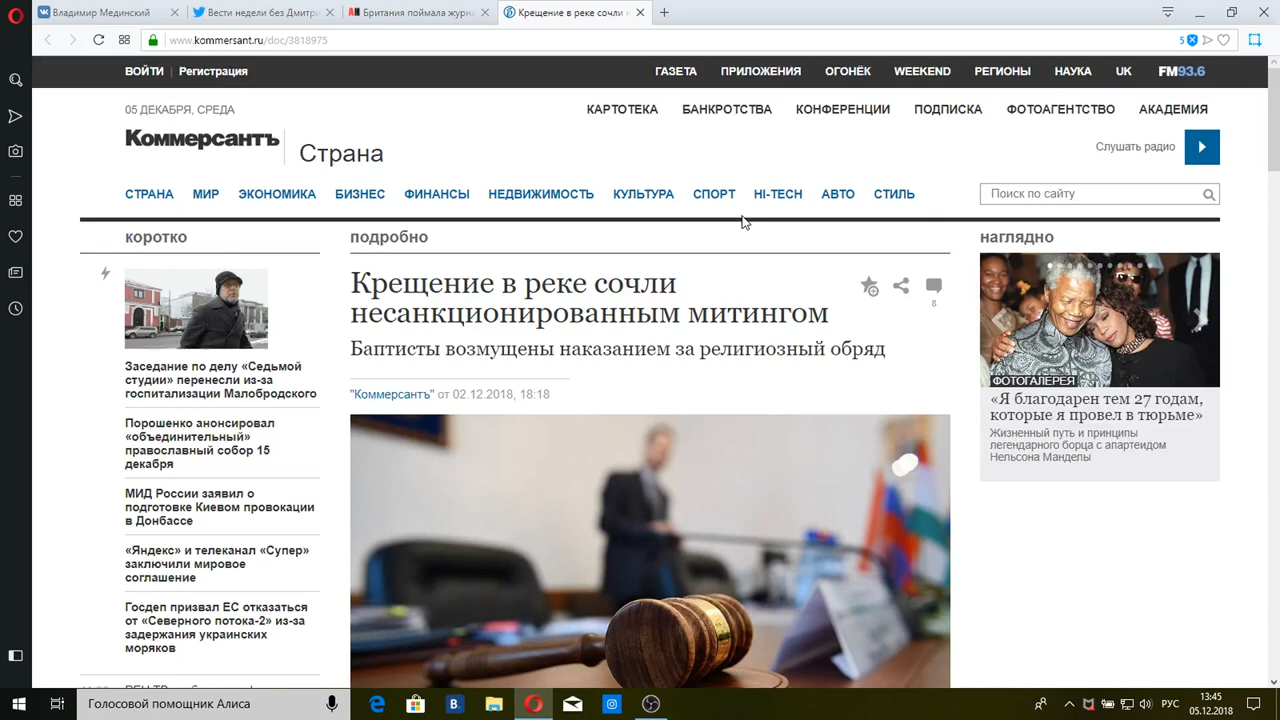 Владимир Мединский
Вести недели без Дмитри
Британия поймала журна
Крещение в реке сочли н
www.kommersant.ru/doc/3818975
5
ВОЙТИ | Регистрация
ГАЗЕТА ПРИЛОЖЕНИЯ ОГОНЁК WEEKEND РЕГИОНЫ НАУКА UK FM93.6
05 ДЕКАБРЯ, СРЕДА
КАРТОТЕКА БАНКРОТСТВА КОНФЕРЕНЦИИ ПОДПИСКА ФОТОАГЕНТСТВО АКАДЕМИЯ
Коммерсантъ
Страна
Слушать радио
СТРАНА МИР ЭКОНОМИКА БИЗНЕС ФИНАНСЫ НЕДВИЖИМОСТЬ КУЛЬТУРА СПОРТ HI-TECH АВТО СТИЛЬ
Поиск по сайту
коротко
Заседание по делу «Седьмой
студии» перенесли из-за
госпитализации Малобродского
Порошенко анонсировал
«объединительный»
православный собор 15
декабря
МИД России заявил о
подготовке Киевом провокации
в Донбассе
«Яндекс» и телеканал «Супер»
заключили мировое
соглашение
Госдеп призвал ЕС отказаться
от «Северного потока-2» из-за
задержания украинских
моряков
подробно
Крещение в реке сочли
несанкционированным митингом
8
Баптисты возмущены наказанием за религиозный обряд
"Коммерсантъ" от 02.12.2018, 18:18
наглядно
ФОТОГАЛЕРЕЯ
«Я благодарен тем 27 годам,
которые я провел в тюрьме»
Жизненный путь и принципы
легендарного борца с апартеидом
Нельсона Манделы
Голосовой помощник Алиса
B.
РУС
13:45
05.12.2018